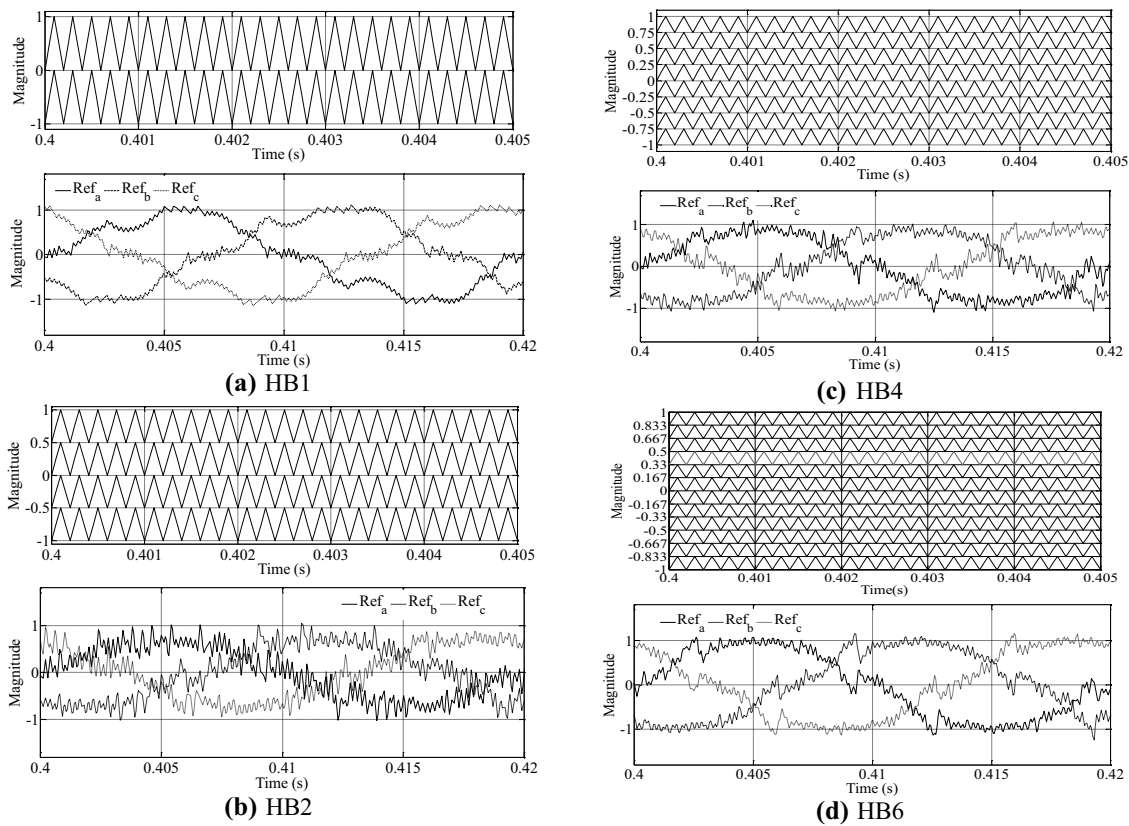 Magnitude
1
0
-1
0.4 0.401 0.402 0.403 0.404 0.405
Time (s)
Ref_a Ref_b Ref_c
Magnitude
1
0
-1
0.4 0.405 0.41 0.415 0.42
Time (s)
(a) HB1
Magnitude
1
0.5
0
-0.5
-1
0.4 0.401 0.402 0.403 0.404 0.405
Time (s)
Ref_a Ref_b Ref_c
Magnitude
1
0
-1
0.4 0.405 0.41 0.415 0.42
Time (s)
(b) HB2
Magnitude
1
0.75
0.5
0.25
0
-0.25
-0.5
-0.75
-1
0.4 0.401 0.402 0.403 0.404 0.405
Time (s)
Ref_a Ref_b Ref_c
Magnitude
1
0
-1
0.4 0.405 0.41 0.415 0.42
Time (s)
(c) HB4
Magnitude
1
0.833
0.667
0.5
0.33
0.167
0
-0.167
-0.33
-0.5
-0.667
-0.833
-1
0.4 0.401 0.402 0.403 0.404 0.405
Time(s)
Ref_a Ref_b Ref_c
Magnitude
1
0
-1
0.4 0.405 0.41 0.415 0.42
Time (s)
(d) HB6